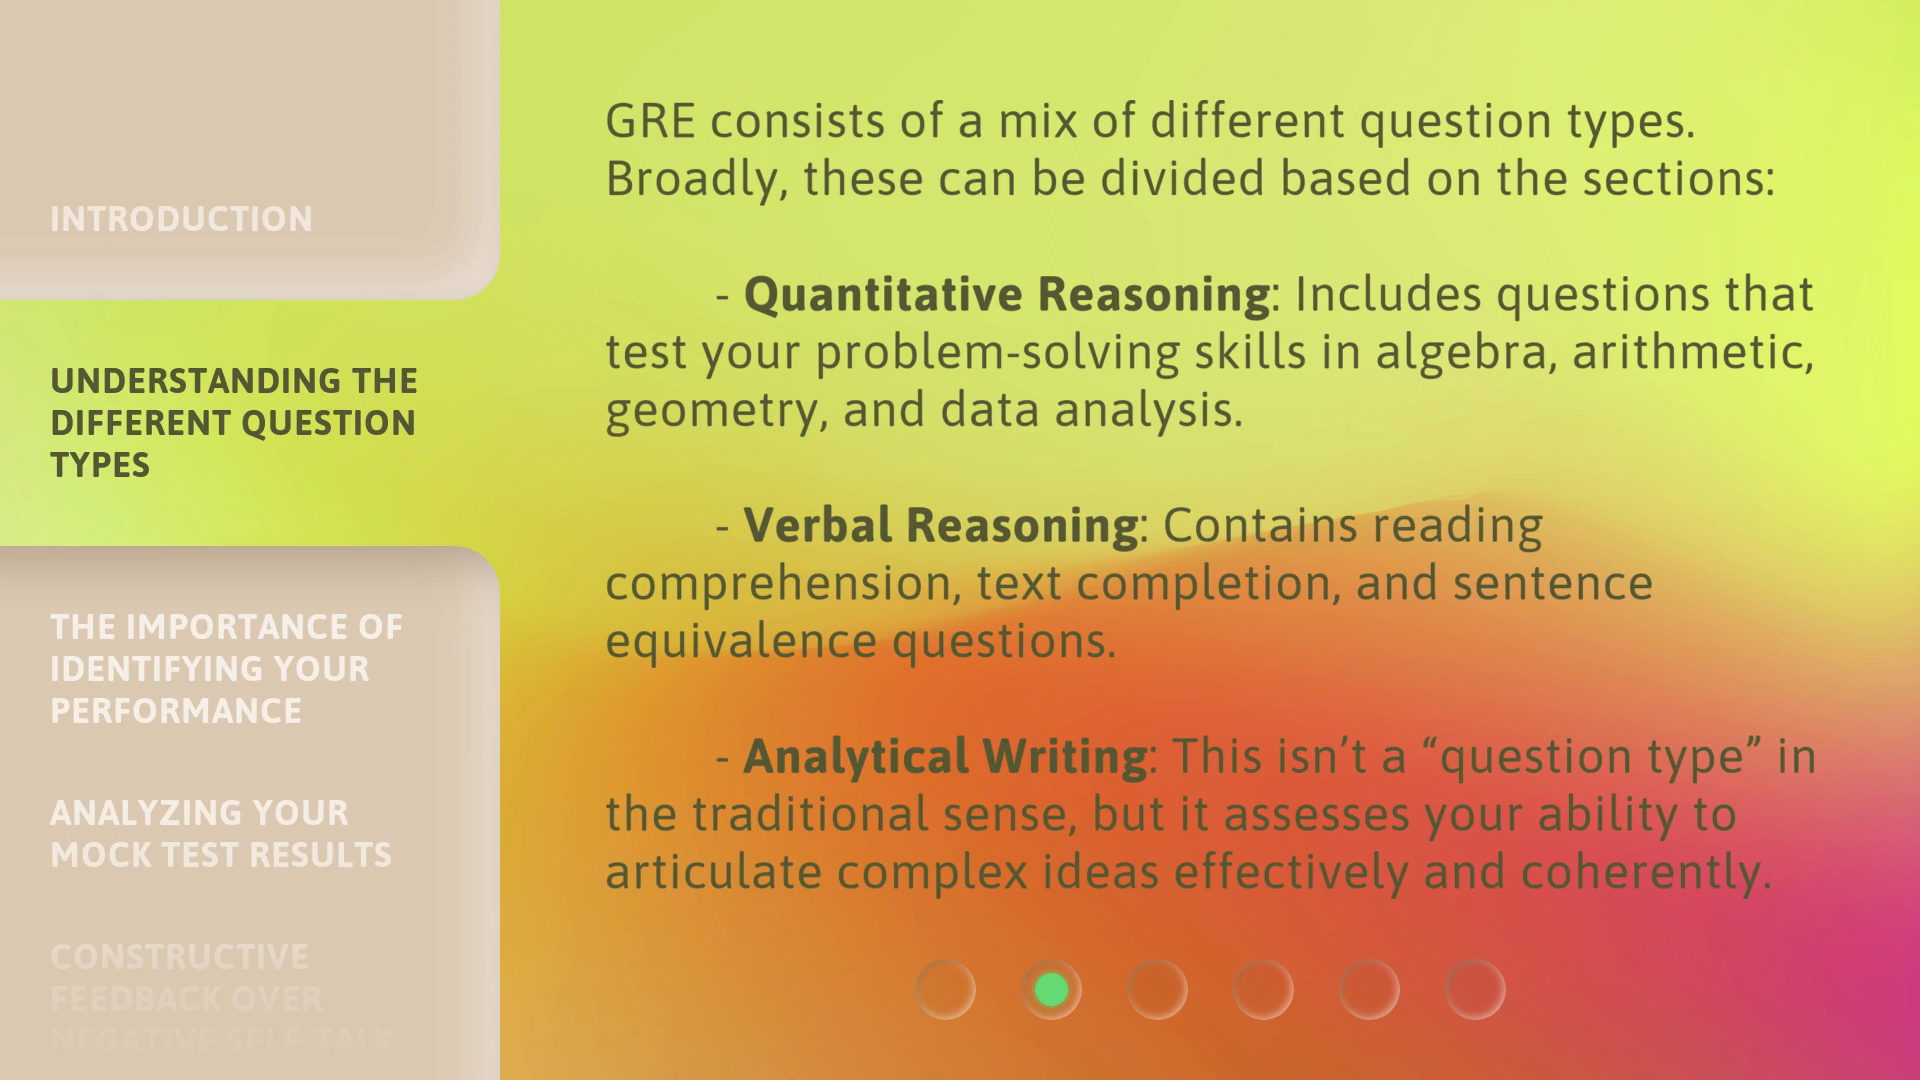 INTRODUCTION
UNDERSTANDING THE
DIFFERENT QUESTION
TYPES
THE IMPORTANCE OF
IDENTIFYING YOUR
PERFORMANCE
ANALYZING YOUR
MOCK TEST RESULTS
CONSTRUCTIVE
FEEDBACK OVER
NEGATIVE SELF-TALK
GRE consists of a mix of different question types.
Broadly, these can be divided based on the sections:
- Quantitative Reasoning: Includes questions that
test your problem-solving skills in algebra, arithmetic,
geometry, and data analysis.
- Verbal Reasoning: Contains reading
comprehension, text completion, and sentence
equivalence questions.
- Analytical Writing: This isn’t a “question type” in
the traditional sense, but it assesses your ability to
articulate complex ideas effectively and coherently.